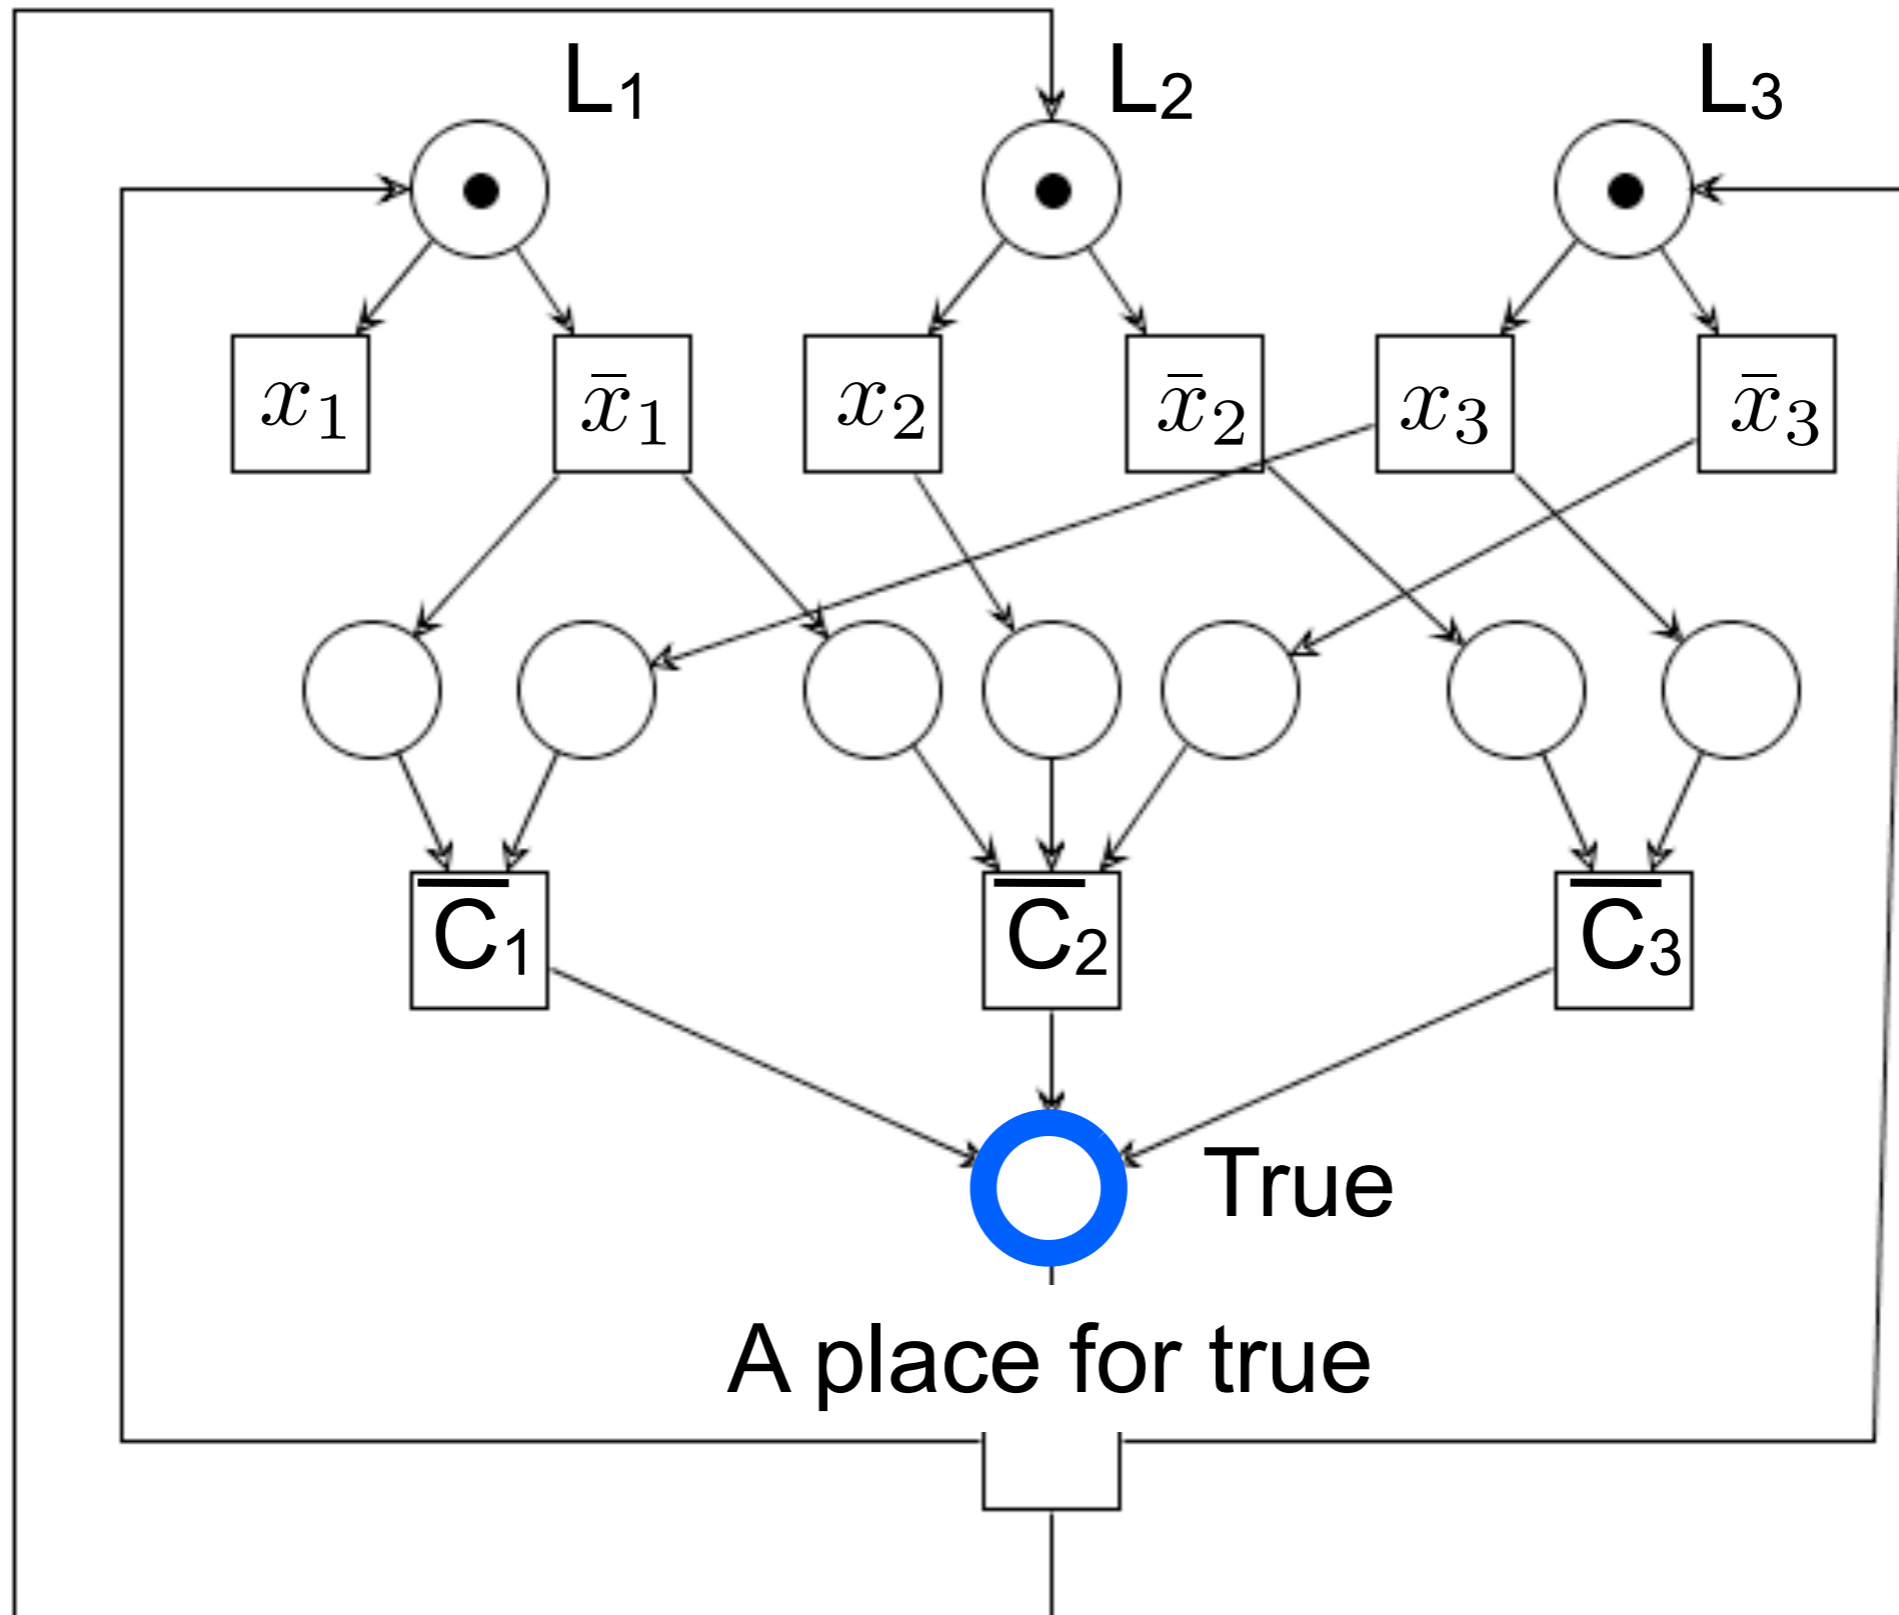 L₁ L₂ L₃
x₁ x̄₁ x₂ x̄₂ x₃ x̄₃
C̅₁ C̅₂ C̅₃
True
A place for true